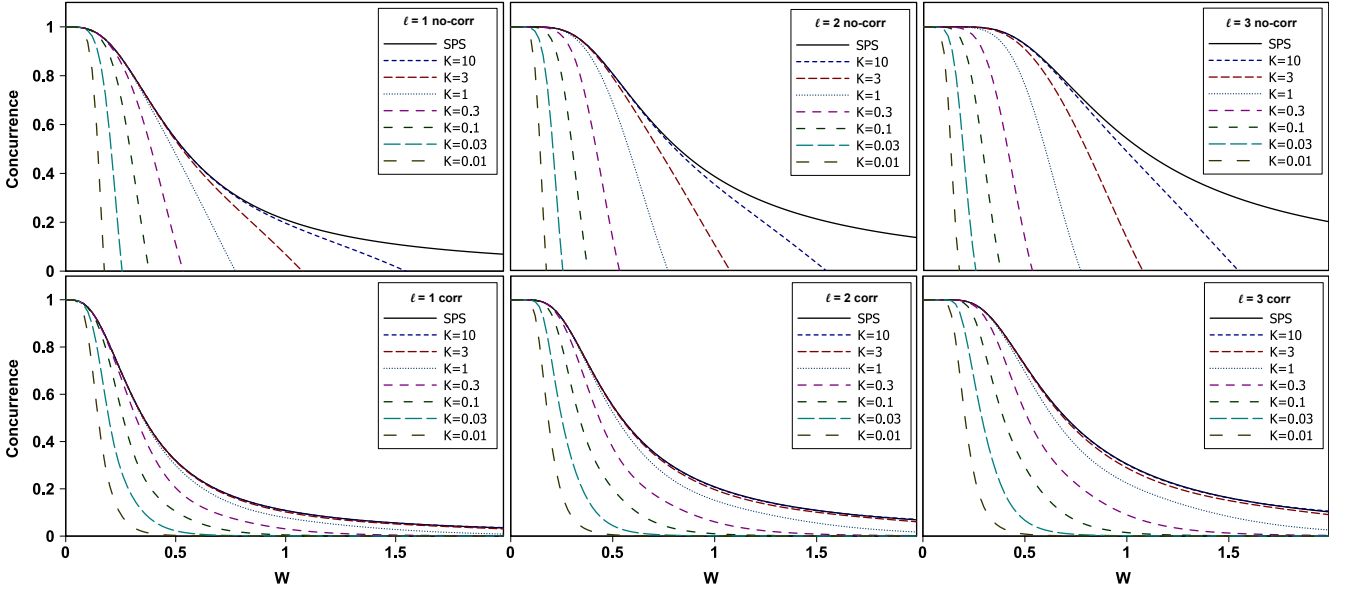 Concurrence
1
0.8
0.6
0.4
0.2
0
ℓ = 1 no-corr
SPS
K=10
K=3
K=1
K=0.3
K=0.1
K=0.03
K=0.01
ℓ = 2 no-corr
SPS
K=10
K=3
K=1
K=0.3
K=0.1
K=0.03
K=0.01
ℓ = 3 no-corr
SPS
K=10
K=3
K=1
K=0.3
K=0.1
K=0.03
K=0.01
Concurrence
1
0.8
0.6
0.4
0.2
0
ℓ = 1 corr
SPS
K=10
K=3
K=1
K=0.3
K=0.1
K=0.03
K=0.01
ℓ = 2 corr
SPS
K=10
K=3
K=1
K=0.3
K=0.1
K=0.03
K=0.01
ℓ = 3 corr
SPS
K=10
K=3
K=1
K=0.3
K=0.1
K=0.03
K=0.01
0 0.5 1 1.5 0 0.5 1 1.5 0 0.5 1 1.5
W W W